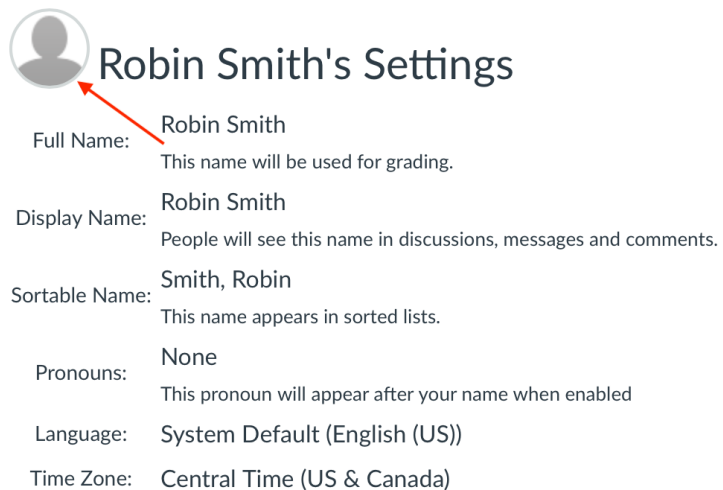 Robin Smith's Settings
Full Name: Robin Smith
This name will be used for grading.
Display Name: Robin Smith
People will see this name in discussions, messages and comments.
Sortable Name: Smith, Robin
This name appears in sorted lists.
Pronouns: None
This pronoun will appear after your name when enabled
Language: System Default (English (US))
Time Zone: Central Time (US & Canada)